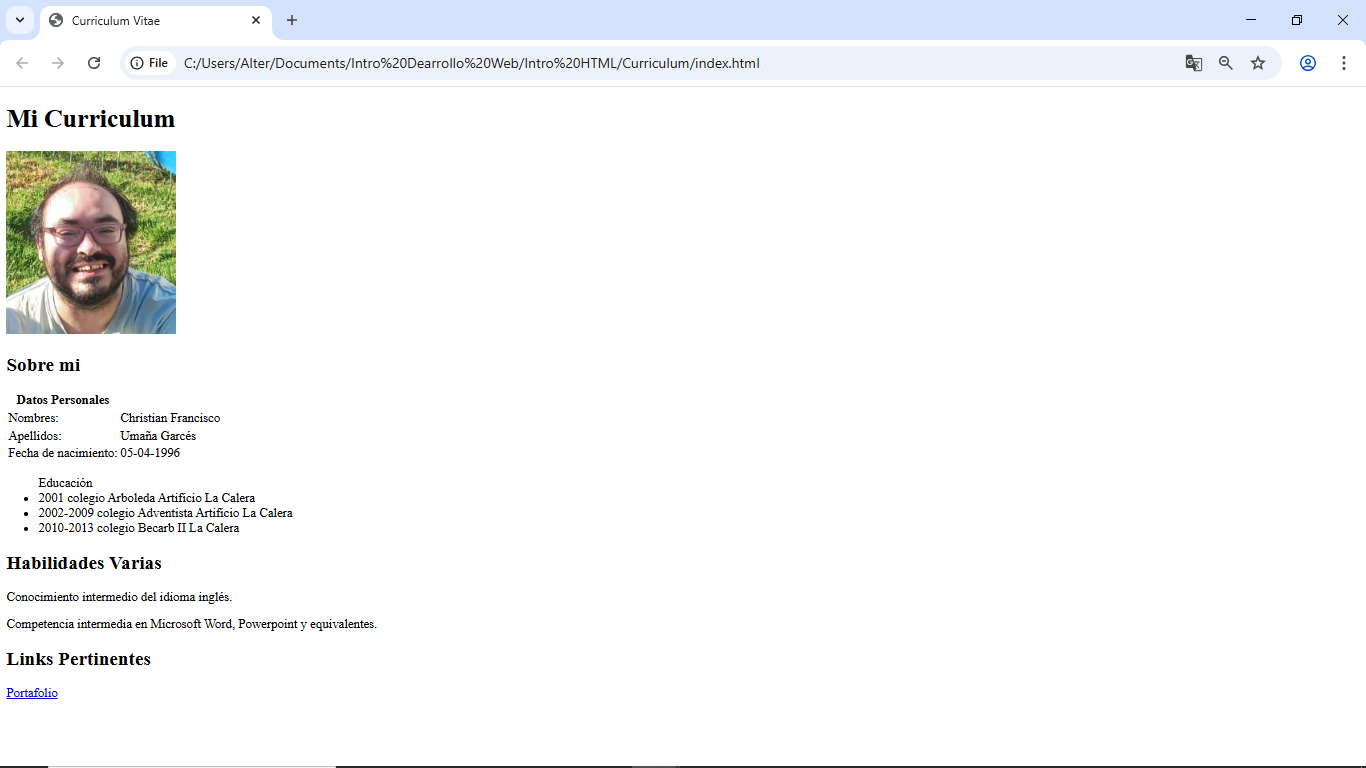 Curriculum Vitae
File
C:/Users/Alter/Documents/Intro%20Dearrollo%20Web/Intro%20HTML/Curriculum/index.html
Mi Curriculum
Sobre mi
Datos Personales
Nombres: Christian Francisco
Apellidos: Umaña Garcés
Fecha de nacimiento: 05-04-1996
Educación
2001 colegio Arboleda Artificio La Calera
2002-2009 colegio Adventista Artificio La Calera
2010-2013 colegio Becarb II La Calera
Habilidades Varias
Conocimiento intermedio del idioma inglés.
Competencia intermedia en Microsoft Word, Powerpoint y equivalentes.
Links Pertinentes
Portafolio